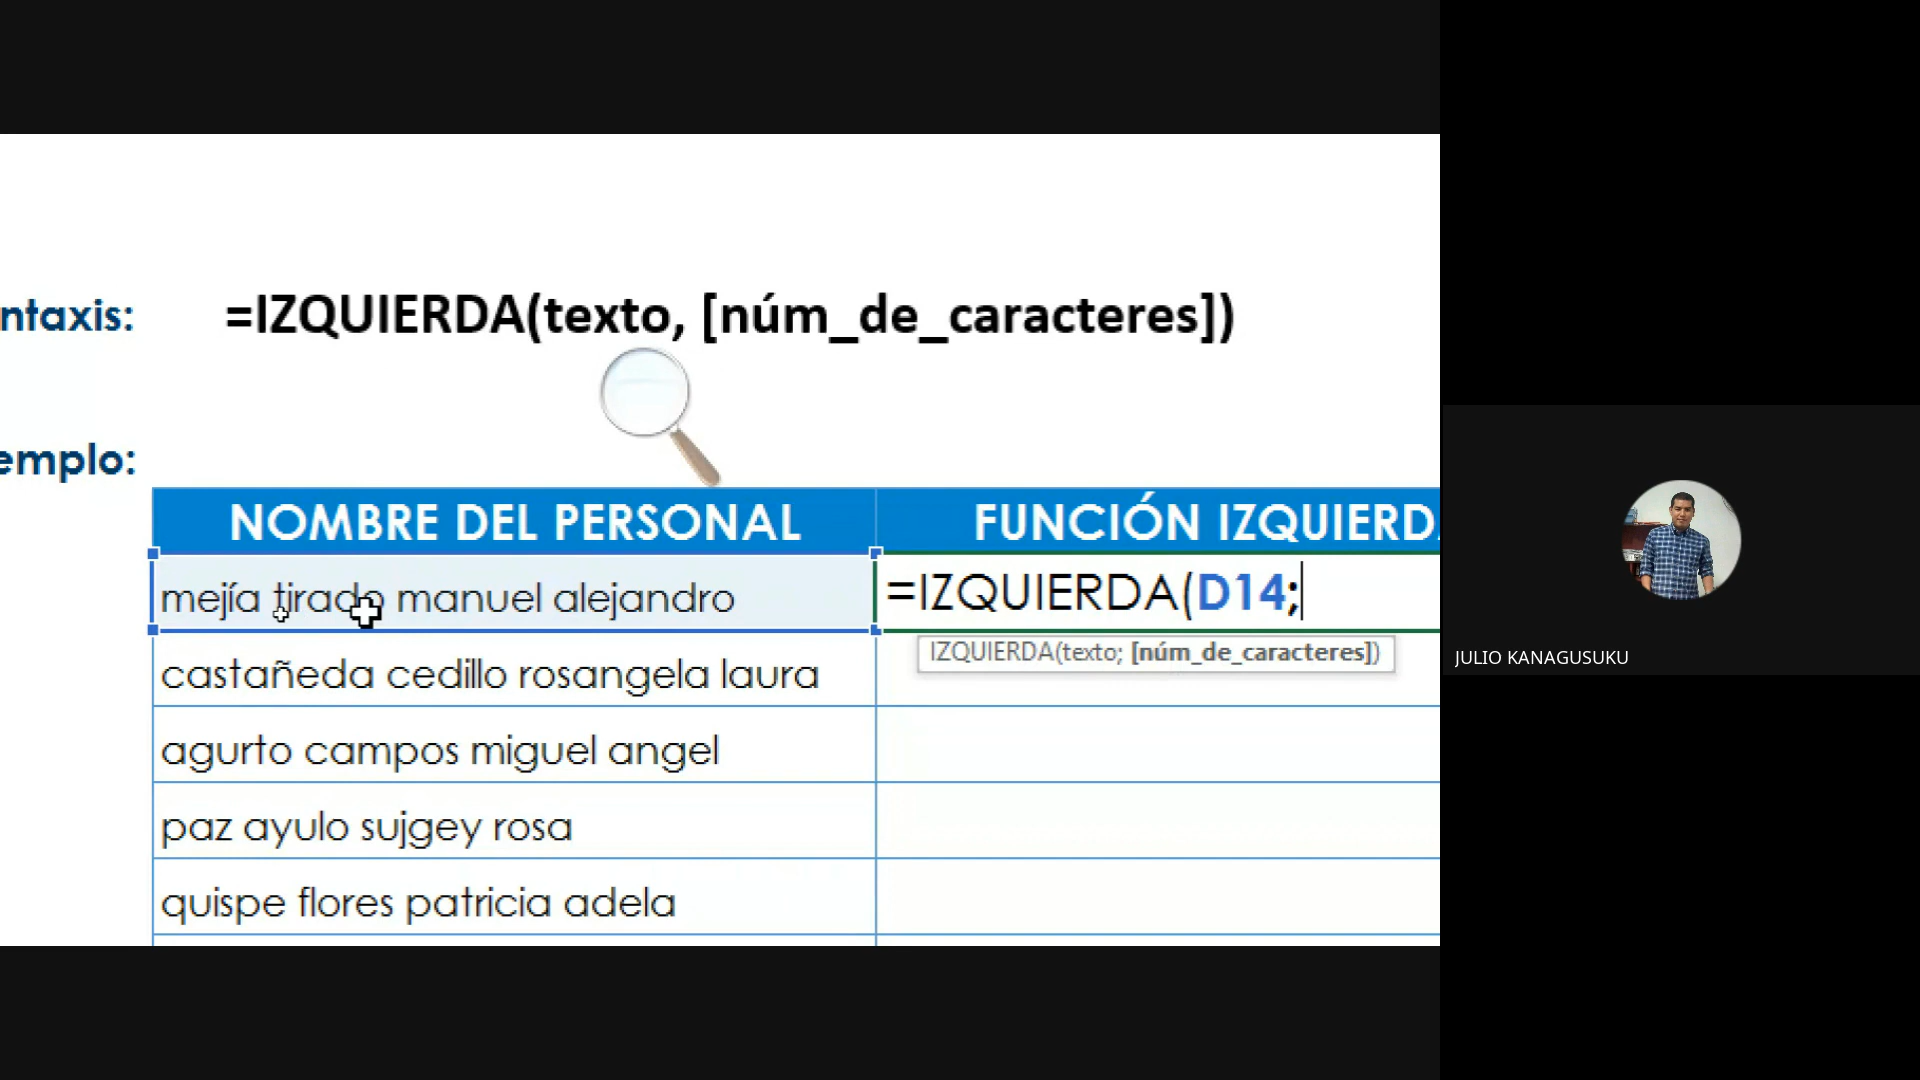 ntaxis: =IZQUIERDA(texto, [núm_de_caracteres])
emplo:
NOMBRE DEL PERSONAL FUNCIÓN IZQUIERDA
mejía tirado manuel alejandro =IZQUIERDA(D14;
IZQUIERDA(texto; [núm_de_caracteres])
castañeda cedillo rosangela laura
agurto campos miguel angel
paz ayulo sujgey rosa
quispe flores patricia adela
JULIO KANAGUSUKU